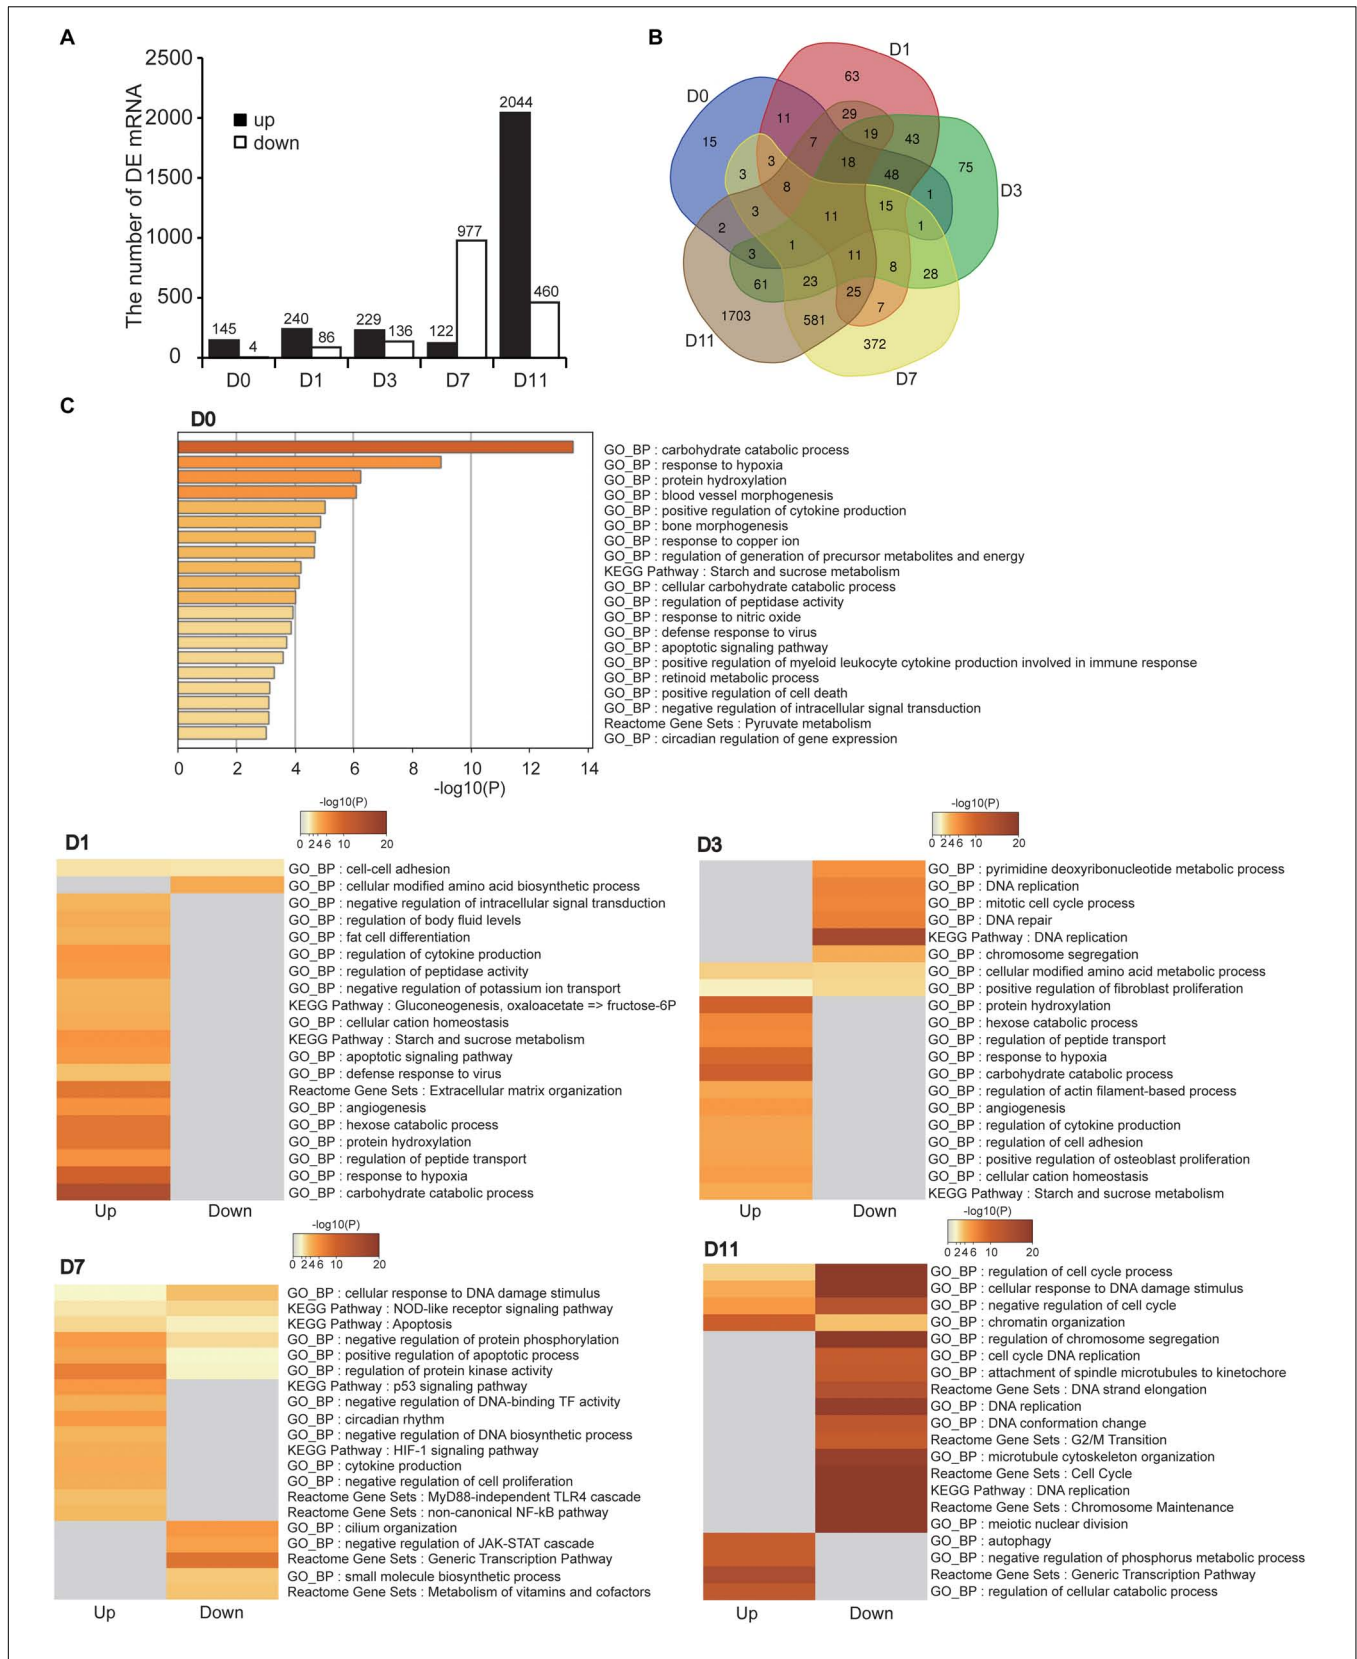 A
B
2500
2000
1500
1000
500
0
The number of DE mRNA
up
down
145
4
240
86
229
136
122
977
2044
460
D0
D1
D3
D7
D11
D1
D0
D3
D11
D7
63
15
11
29
19
43
75
7
18
48
1
3
3
8
11
15
1
2
3
3
1
11
8
28
61
23
25
7
1703
581
372
C
D0
GO_BP : carbohydrate catabolic process
GO_BP : response to hypoxia
GO_BP : protein hydroxylation
GO_BP : blood vessel morphogenesis
GO_BP : positive regulation of cytokine production
GO_BP : bone morphogenesis
GO_BP : response to copper ion
GO_BP : regulation of generation of precursor metabolites and energy
KEGG Pathway : Starch and sucrose metabolism
GO_BP : cellular carbohydrate catabolic process
GO_BP : regulation of peptidase activity
GO_BP : response to nitric oxide
GO_BP : defense response to virus
GO_BP : apoptotic signaling pathway
GO_BP : positive regulation of myeloid leukocyte cytokine production involved in immune response
GO_BP : retinoid metabolic process
GO_BP : positive regulation of cell death
GO_BP : negative regulation of intracellular signal transduction
Reactome Gene Sets : Pyruvate metabolism
GO_BP : circadian regulation of gene expression
0 2 4 6 8 10 12 14
-log10(P)
D1
-log10(P)
0 2 4 6 10 20
GO_BP : cell-cell adhesion
GO_BP : cellular modified amino acid biosynthetic process
GO_BP : negative regulation of intracellular signal transduction
GO_BP : regulation of body fluid levels
GO_BP : fat cell differentiation
GO_BP : regulation of cytokine production
GO_BP : regulation of peptidase activity
GO_BP : negative regulation of potassium ion transport
KEGG Pathway : Gluconeogenesis, oxaloacetate => fructose-6P
GO_BP : cellular cation homeostasis
KEGG Pathway : Starch and sucrose metabolism
GO_BP : apoptotic signaling pathway
GO_BP : defense response to virus
Reactome Gene Sets : Extracellular matrix organization
GO_BP : angiogenesis
GO_BP : hexose catabolic process
GO_BP : protein hydroxylation
GO_BP : regulation of peptide transport
GO_BP : response to hypoxia
GO_BP : carbohydrate catabolic process
Up Down
D3
-log10(P)
0 2 4 6 10 20
GO_BP : pyrimidine deoxyribonucleotide metabolic process
GO_BP : DNA replication
GO_BP : mitotic cell cycle process
GO_BP : DNA repair
KEGG Pathway : DNA replication
GO_BP : chromosome segregation
GO_BP : cellular modified amino acid metabolic process
GO_BP : positive regulation of fibroblast proliferation
GO_BP : protein hydroxylation
GO_BP : hexose catabolic process
GO_BP : regulation of peptide transport
GO_BP : response to hypoxia
GO_BP : carbohydrate catabolic process
GO_BP : regulation of actin filament-based process
GO_BP : angiogenesis
GO_BP : regulation of cytokine production
GO_BP : regulation of cell adhesion
GO_BP : positive regulation of osteoblast proliferation
GO_BP : cellular cation homeostasis
KEGG Pathway : Starch and sucrose metabolism
Up Down
D7
-log10(P)
0 2 4 6 10 20
GO_BP : cellular response to DNA damage stimulus
KEGG Pathway : NOD-like receptor signaling pathway
KEGG Pathway : Apoptosis
GO_BP : negative regulation of protein phosphorylation
GO_BP : positive regulation of apoptotic process
GO_BP : regulation of protein kinase activity
KEGG Pathway : p53 signaling pathway
GO_BP : negative regulation of DNA-binding TF activity
GO_BP : circadian rhythm
GO_BP : negative regulation of DNA biosynthetic process
KEGG Pathway : HIF-1 signaling pathway
GO_BP : cytokine production
GO_BP : negative regulation of cell proliferation
Reactome Gene Sets : MyD88-independent TLR4 cascade
Reactome Gene Sets : non-canonical NF-kB pathway
GO_BP : cilium organization
GO_BP : negative regulation of JAK-STAT cascade
Reactome Gene Sets : Generic Transcription Pathway
GO_BP : small molecule biosynthetic process
Reactome Gene Sets : Metabolism of vitamins and cofactors
Up Down
D11
-log10(P)
0 2 4 6 10 20
GO_BP : regulation of cell cycle process
GO_BP : cellular response to DNA damage stimulus
GO_BP : negative regulation of cell cycle
GO_BP : chromatin organization
GO_BP : regulation of chromosome segregation
GO_BP : cell cycle DNA replication
GO_BP : attachment of spindle microtubules to kinetochore
Reactome Gene Sets : DNA strand elongation
GO_BP : DNA replication
GO_BP : DNA conformation change
Reactome Gene Sets : G2/M Transition
GO_BP : microtubule cytoskeleton organization
Reactome Gene Sets : Cell Cycle
KEGG Pathway : DNA replication
Reactome Gene Sets : Chromosome Maintenance
GO_BP : meiotic nuclear division
GO_BP : autophagy
GO_BP : negative regulation of phosphorus metabolic process
Reactome Gene Sets : Generic Transcription Pathway
GO_BP : regulation of cellular catabolic process
Up Down